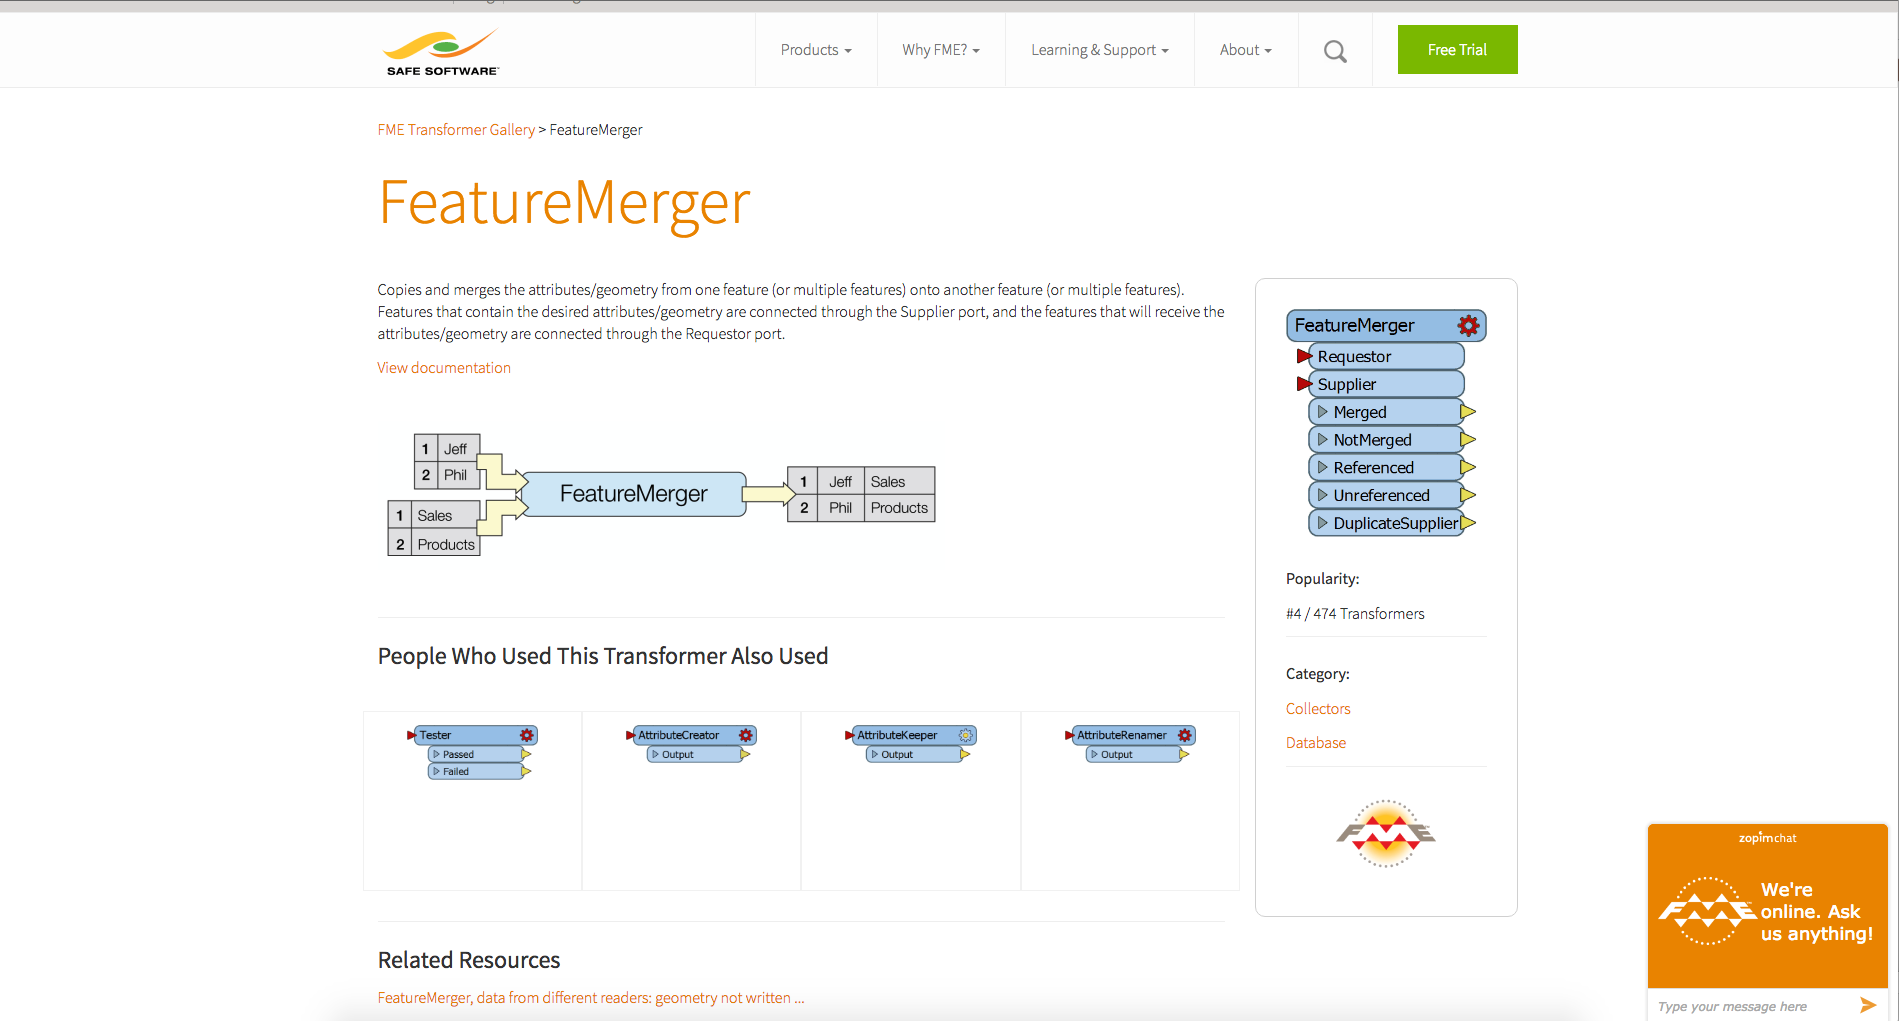 SAFE SOFTWARE
Products
Why FME?
Learning & Support
About
Free Trial
FME Transformer Gallery > FeatureMerger
FeatureMerger
Copies and merges the attributes/geometry from one feature (or multiple features) onto another feature (or multiple features).
Features that contain the desired attributes/geometry are connected through the Supplier port, and the features that will receive the
attributes/geometry are connected through the Requestor port.
View documentation
1 Jeff
2 Phil
1 Sales
2 Products
FeatureMerger
1 Jeff Sales
2 Phil Products
People Who Used This Transformer Also Used
Tester
Passed
Failed
AttributeCreator
Output
AttributeKeeper
Output
AttributeRenamer
Output
Related Resources
FeatureMerger, data from different readers: geometry not written ...
FeatureMerger
Requestor
Supplier
Merged
NotMerged
Referenced
Unreferenced
DuplicateSupplier
Popularity:
#4 / 474 Transformers
Category:
Collectors
Database
FME
zopimchat
FME
We're
online. Ask
us anything!
Type your message here